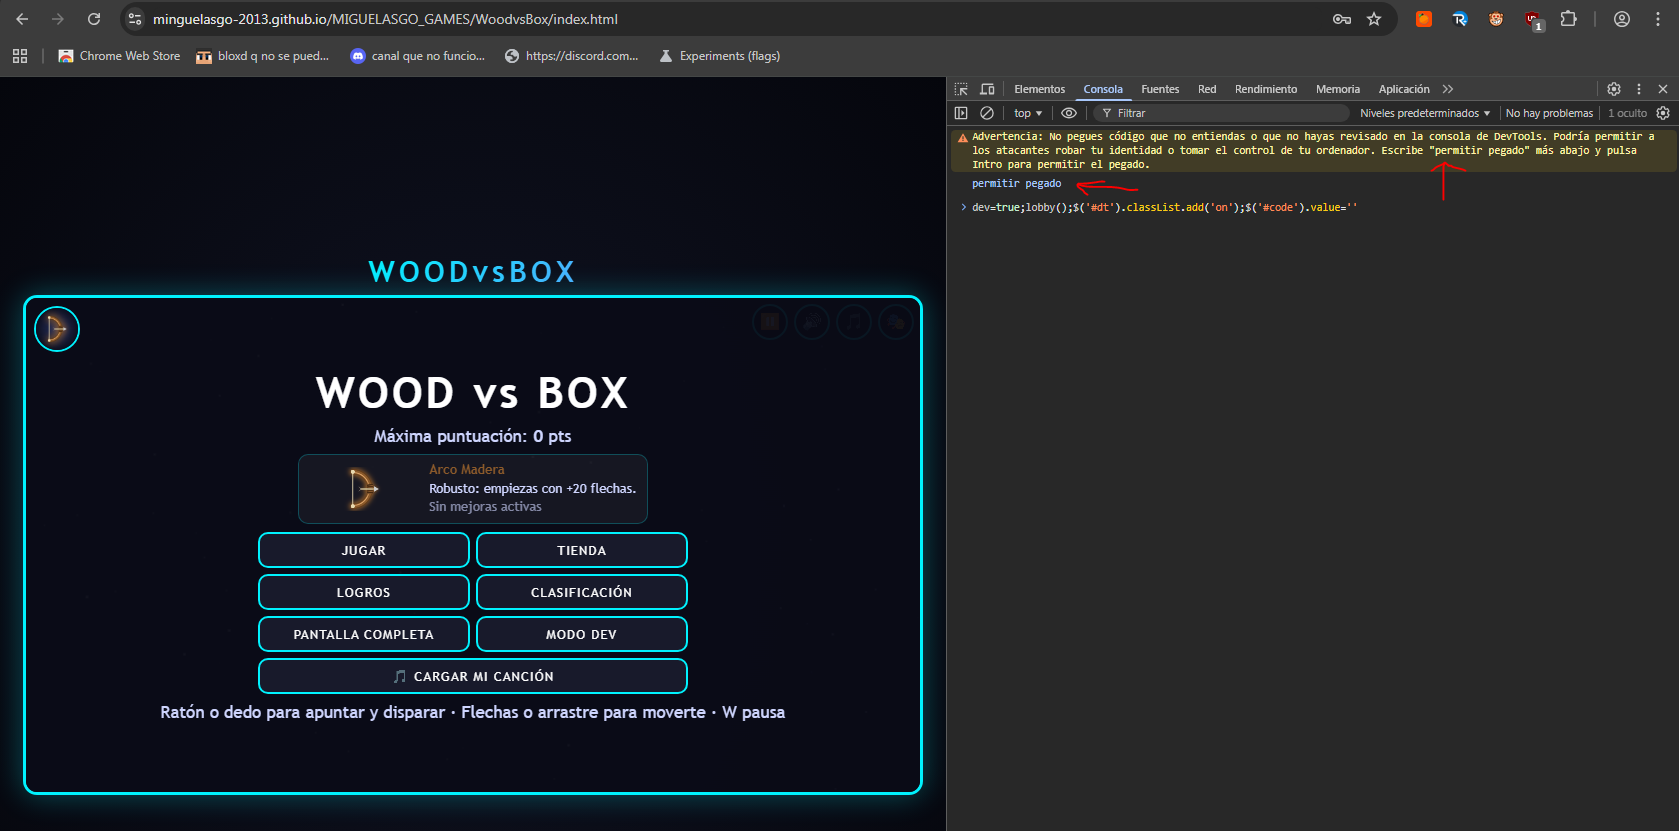 minguelasgo-2013.github.io/MIGUELASGO_GAMES/WoodvsBox/index.html
1
Chrome Web Store
bloxd q no se pued...
canal que no funcio...
https://discord.com...
Experiments (flags)
Elementos
Consola
Fuentes
Red
Rendimiento
Memoria
Aplicación
top
Filtrar
Niveles predeterminados
No hay problemas
1 oculto
Advertencia: No pegues código que no entiendas o que no hayas revisado en la consola de DevTools. Podría permitir a
los atacantes robar tu identidad o tomar el control de tu ordenador. Escribe "permitir pegado" más abajo y pulsa
Intro para permitir el pegado.
permitir pegado
> dev=true;lobby();$('#dt').classList.add('on');$('#code').value=''
WOODvsBOX
WOOD vs BOX
Máxima puntuación: 0 pts
Arco Madera
Robusto: empiezas con +20 flechas.
Sin mejoras activas
JUGAR
TIENDA
LOGROS
CLASIFICACIÓN
PANTALLA COMPLETA
MODO DEV
🎵 CARGAR MI CANCIÓN
Ratón o dedo para apuntar y disparar · Flechas o arrastre para moverte · W pausa